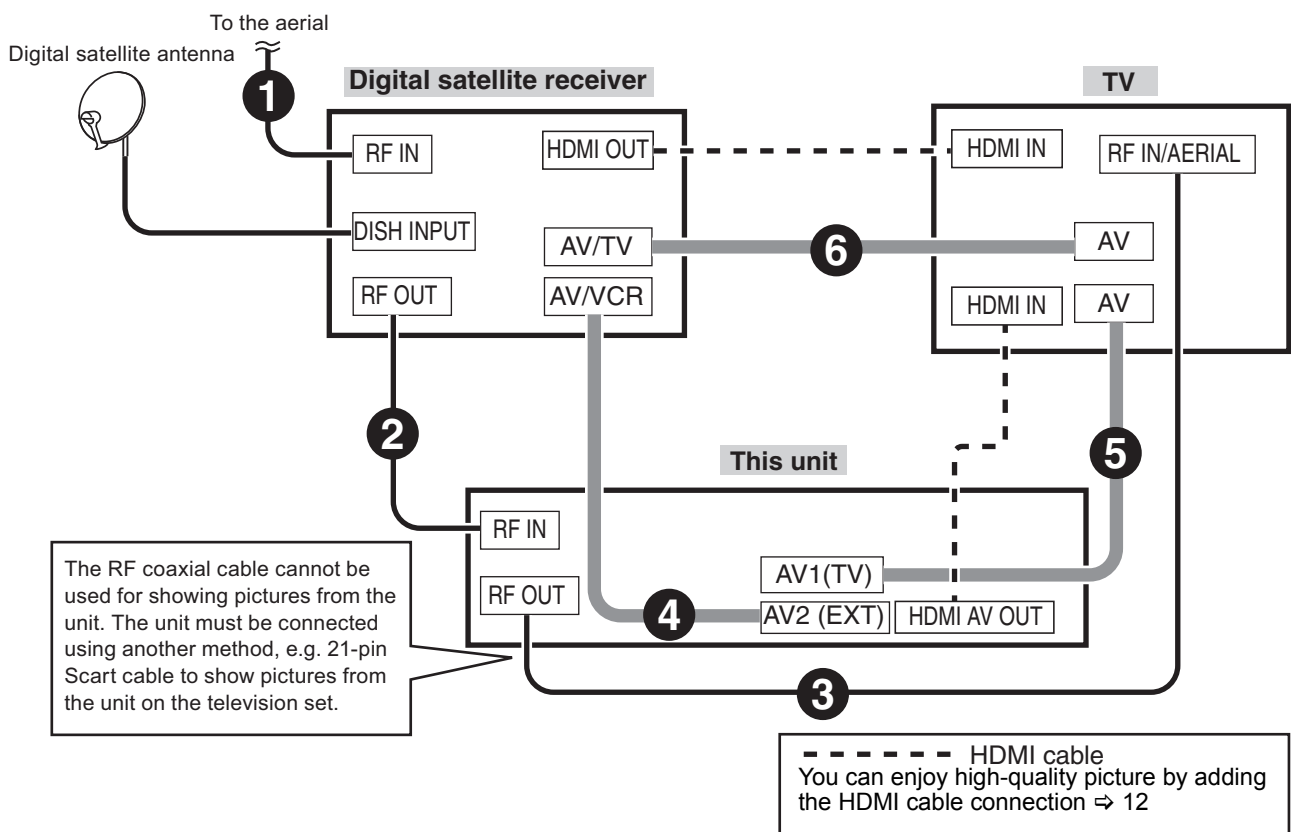 To the aerial
Digital satellite antenna
1
Digital satellite receiver
TV
RF IN
HDMI OUT
HDMI IN
RF IN/AERIAL
DISH INPUT
AV/TV
6
AV
RF OUT
AV/VCR
HDMI IN
AV
2
This unit
5
RF IN
The RF coaxial cable cannot be
used for showing pictures from the
unit. The unit must be connected
using another method, e.g. 21-pin
Scart cable to show pictures from
the unit on the television set.
RF OUT
AV1(TV)
4
AV2 (EXT)
HDMI AV OUT
3
HDMI cable
You can enjoy high-quality picture by adding
the HDMI cable connection ⇨ 12